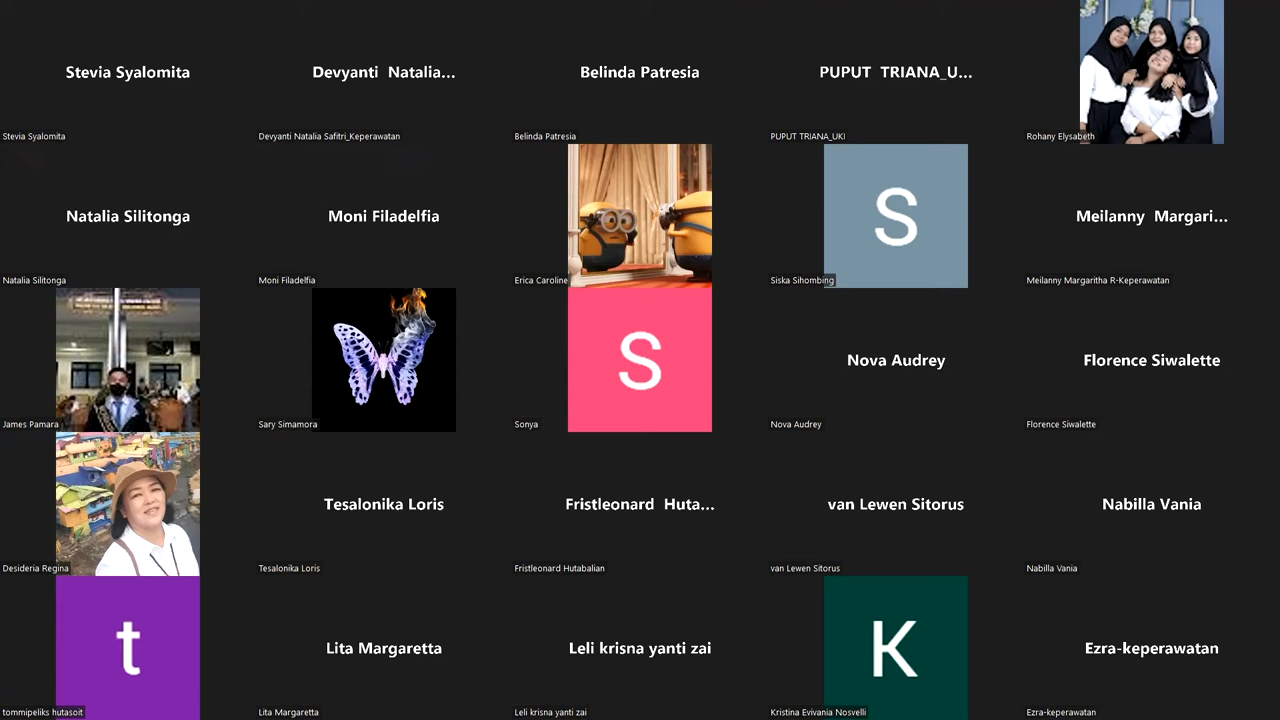 Stevia Syalomita
Devyanti Natalia...
Belinda Patresia
PUPUT TRIANA_U...
Stevia Syalomita
Devyanti Natalia Safitri_Keperawatan
Belinda Patresia
PUPUT TRIANA_UKI
Rohany Elysabeth
Natalia Silitonga
Moni Filadelfia
S
Meilanny Margari...
Natalia Silitonga
Moni Filadelfia
Erica Caroline
Siska Sihombing
Meilanny Margaritha R-Keperawatan
S
Nova Audrey
Florence Siwalette
James Pamara
Sary Simamora
Sonya
Nova Audrey
Florence Siwalette
Tesalonika Loris
Fristleonard Huta...
van Lewen Sitorus
Nabilla Vania
Desideria Regina
Tesalonika Loris
Fristleonard Hutabalian
van Lewen Sitorus
Nabilla Vania
t
Lita Margaretta
Leli krisna yanti zai
K
Ezra-keperawatan
tommipeliks hutasoit
Lita Margaretta
Leli krisna yanti zai
Kristina Evivania Nosvelli
Ezra-keperawatan